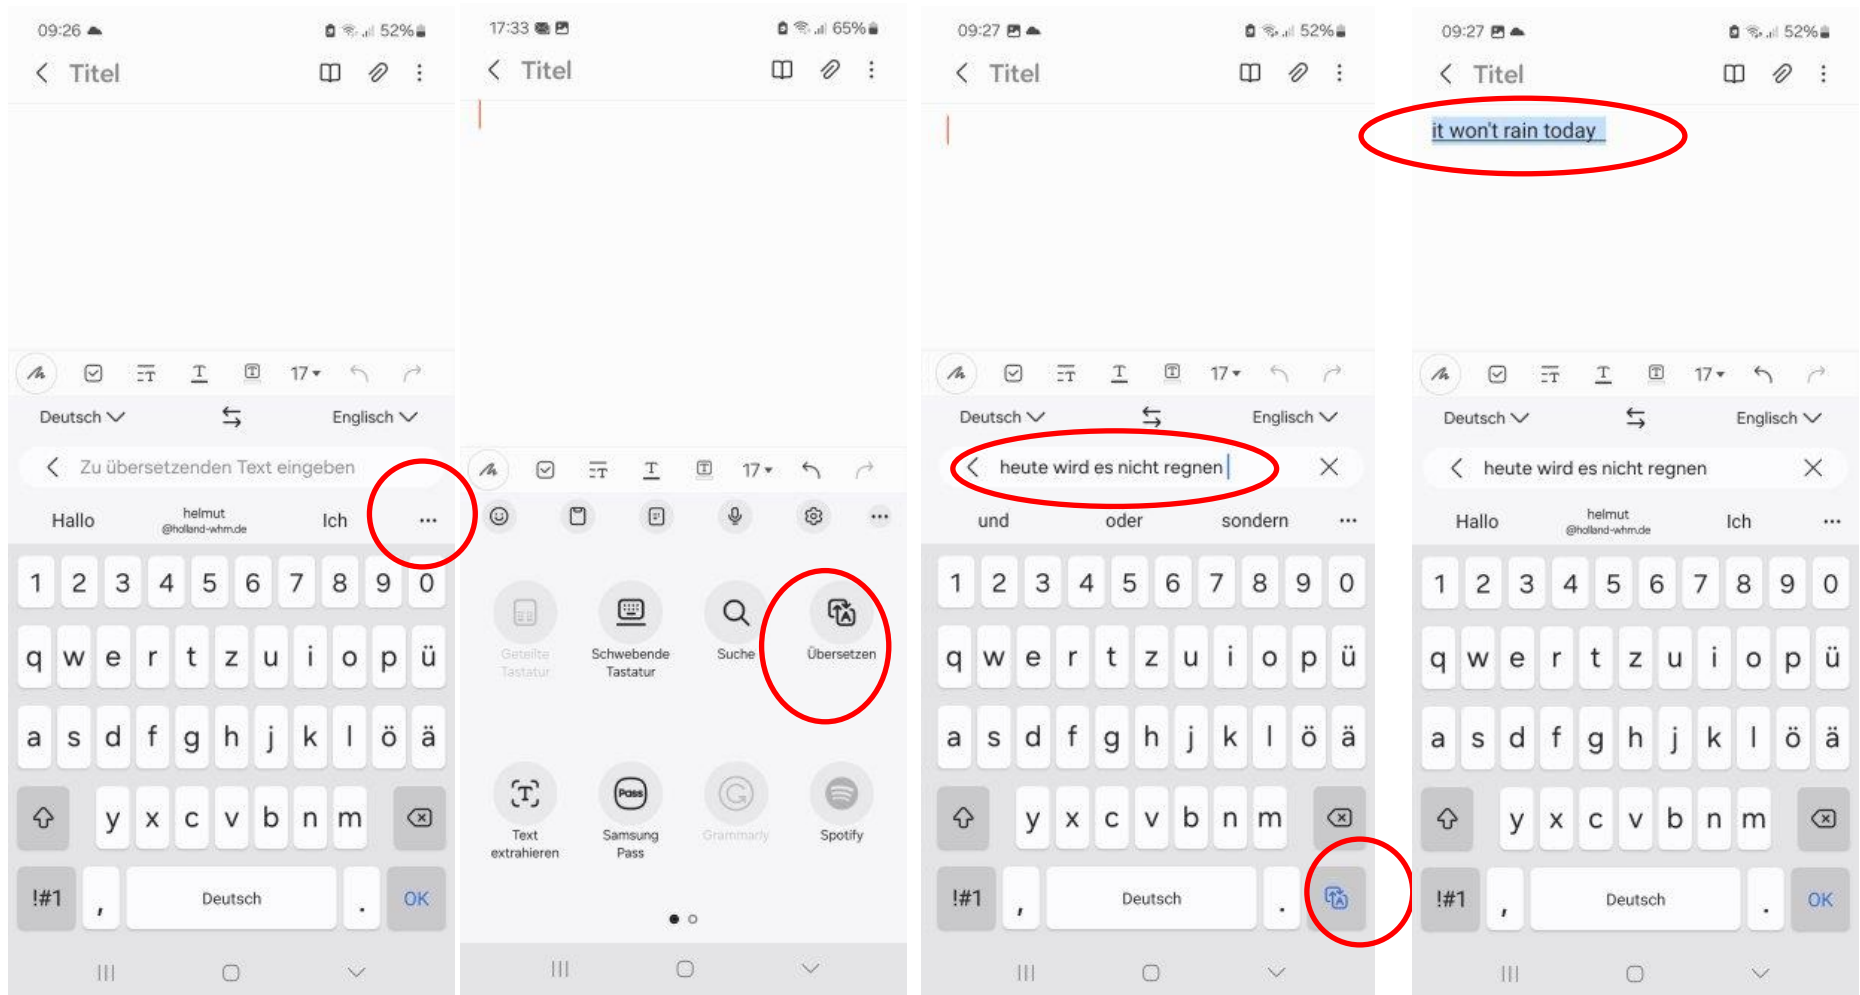 09:26
52%
Titel
17▾
Deutsch
Englisch
Zu übersetzenden Text eingeben
Hallo
helmut
@holland-whm.de
Ich
...
1 2 3 4 5 6 7 8 9 0
q w e r t z u i o p ü
a s d f g h j k l ö ä
y x c v b n m
!#1 , Deutsch . OK
17:33
65%
Titel
17▾
Geteilte
Tastatur
Schwebende
Tastatur
Suche
Übersetzen
Text
extrahieren
Pass
Samsung
Pass
Grammarly
Spotify
09:27
52%
Titel
17▾
Deutsch
Englisch
heute wird es nicht regnen
und oder sondern ...
1 2 3 4 5 6 7 8 9 0
q w e r t z u i o p ü
a s d f g h j k l ö ä
y x c v b n m
!#1 , Deutsch .
09:27
52%
Titel
it won't rain today
17▾
Deutsch
Englisch
heute wird es nicht regnen
Hallo
helmut
@holland-whm.de
Ich
...
1 2 3 4 5 6 7 8 9 0
q w e r t z u i o p ü
a s d f g h j k l ö ä
y x c v b n m
!#1 , Deutsch . OK